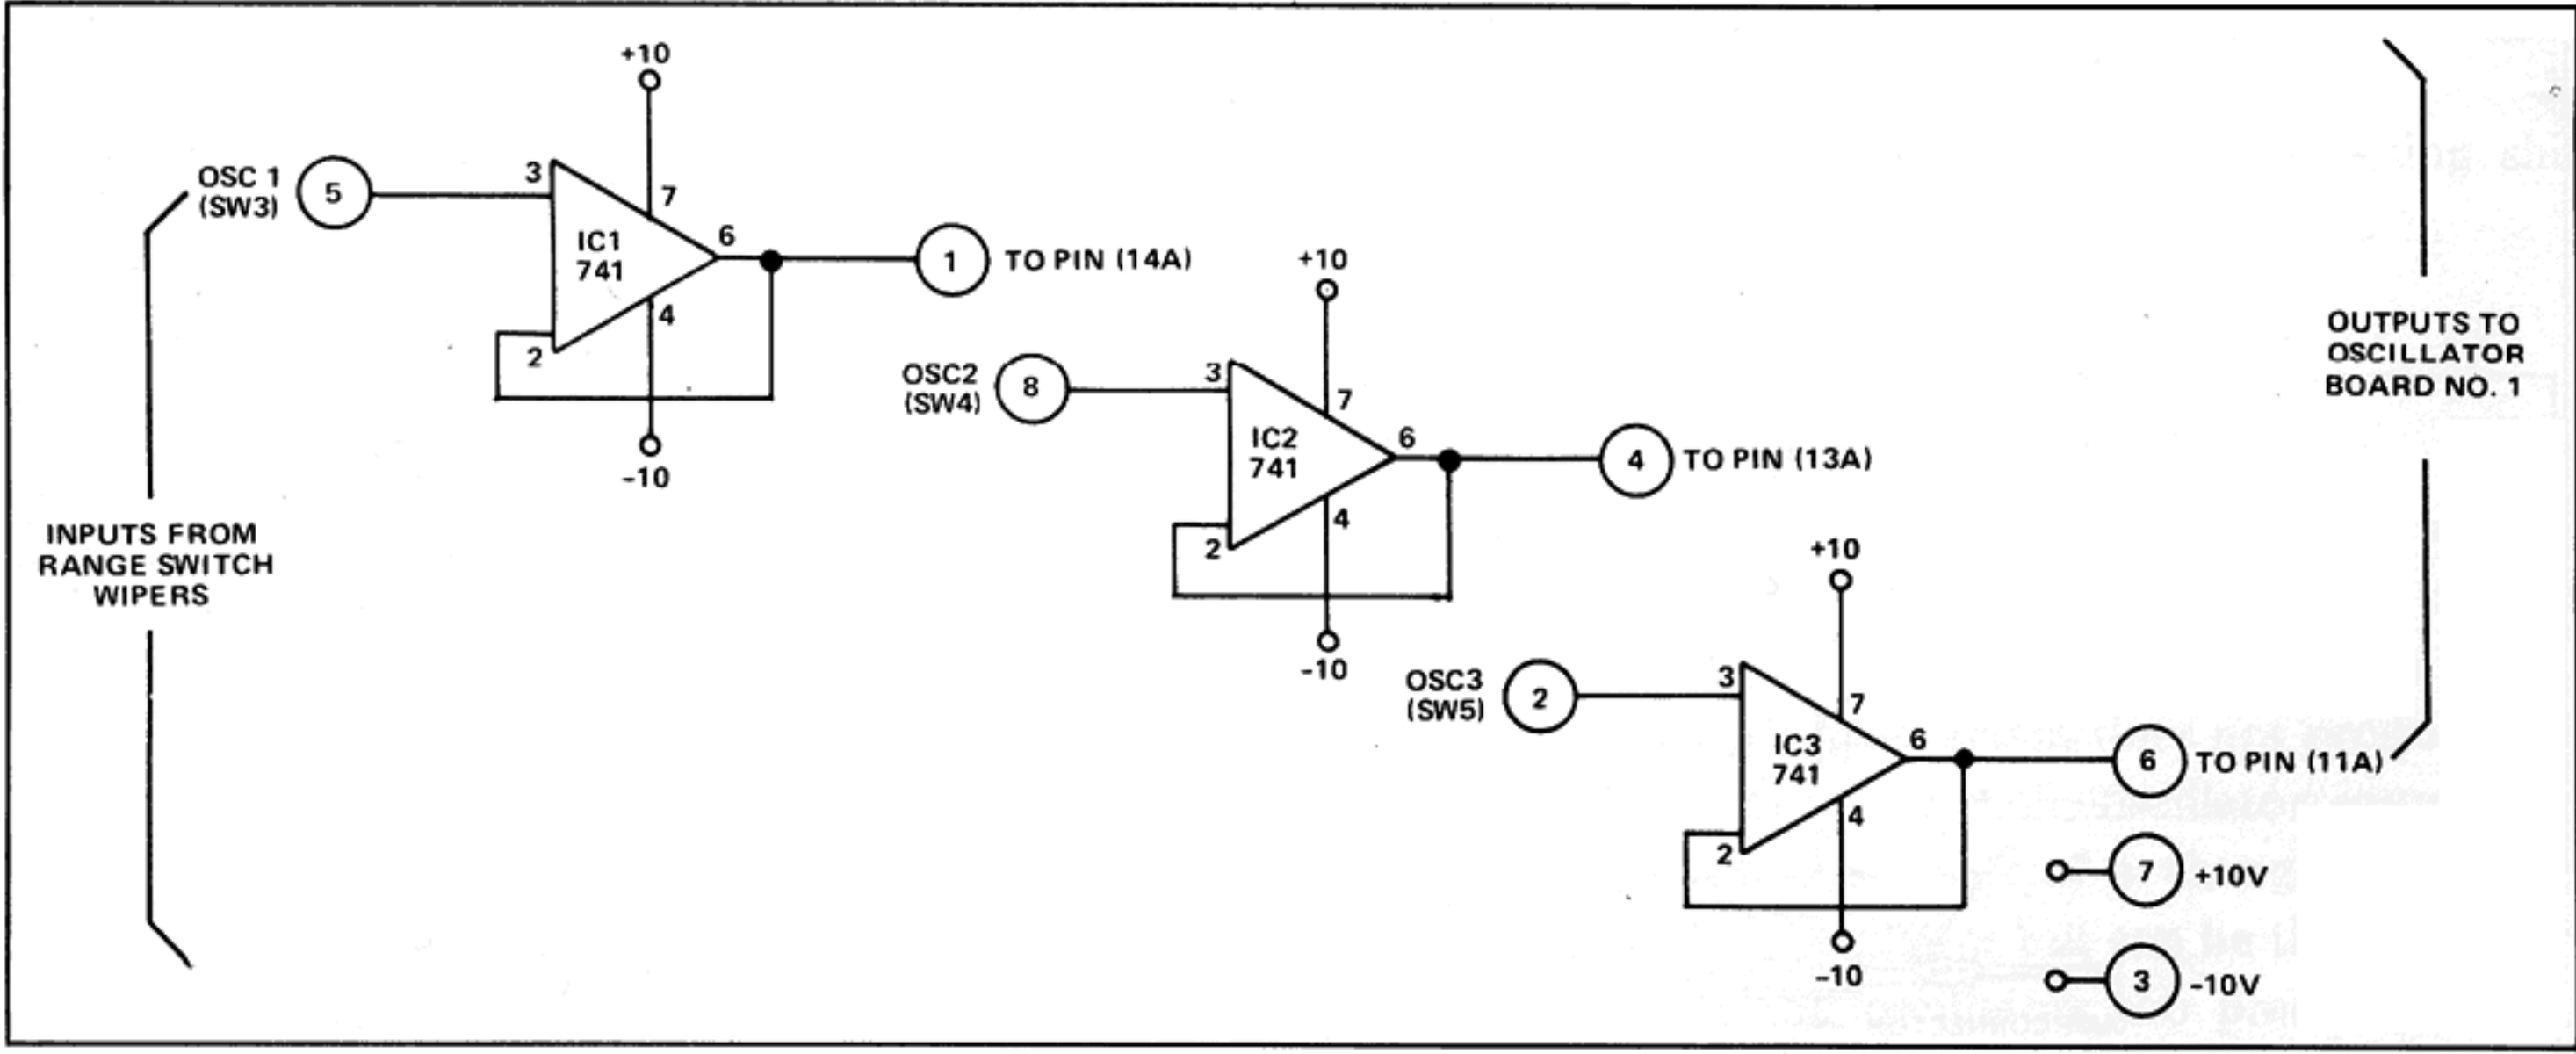 +10
OSC 1
(SW3)
5
3
7
IC1
741
6
1
TO PIN (14A)
4
2
-10
INPUTS FROM
RANGE SWITCH
WIPERS
+10
OSC2
(SW4)
8
3
7
IC2
741
6
4
TO PIN (13A)
4
2
-10
OUTPUTS TO
OSCILLATOR
BOARD NO. 1
+10
OSC3
(SW5)
2
3
7
IC3
741
6
6
TO PIN (11A)
4
2
-10
7
+10V
3
-10V